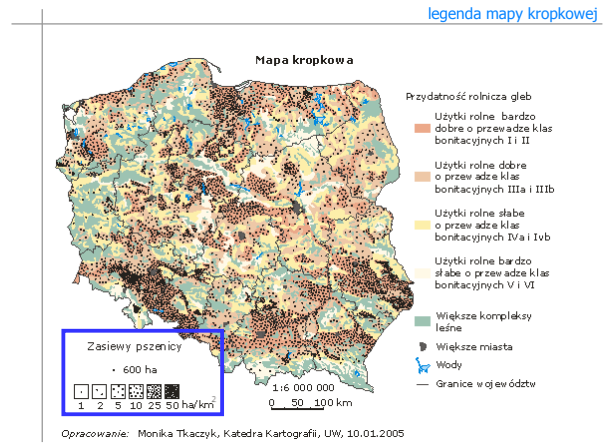 legenda mapy kropkowej
Mapa kropkowa
Przydatność rolnicza gleb
Użytki rolne bardzo
dobre o przewadze klas
bonitacyjnych I i II
Użytki rolne dobre
o przewadze klas
bonitacyjnych IIIa i IIIb
Użytki rolne słabe
o przewadze klas
bonitacyjnych IVa i Ivb
Użytki rolne bardzo
słabe o przewadze klas
bonitacyjnych V i VI
Większe kompleksy
leśne
Większe miasta
Wody
Granice województw
Zasiewy pszenicy
600 ha
1 2 5 10 25 50 ha/km²
1:6 000 000
0 50 100 km
Opracowanie: Monika Tkaczyk, Katedra Kartografii, UW, 10.01.2005